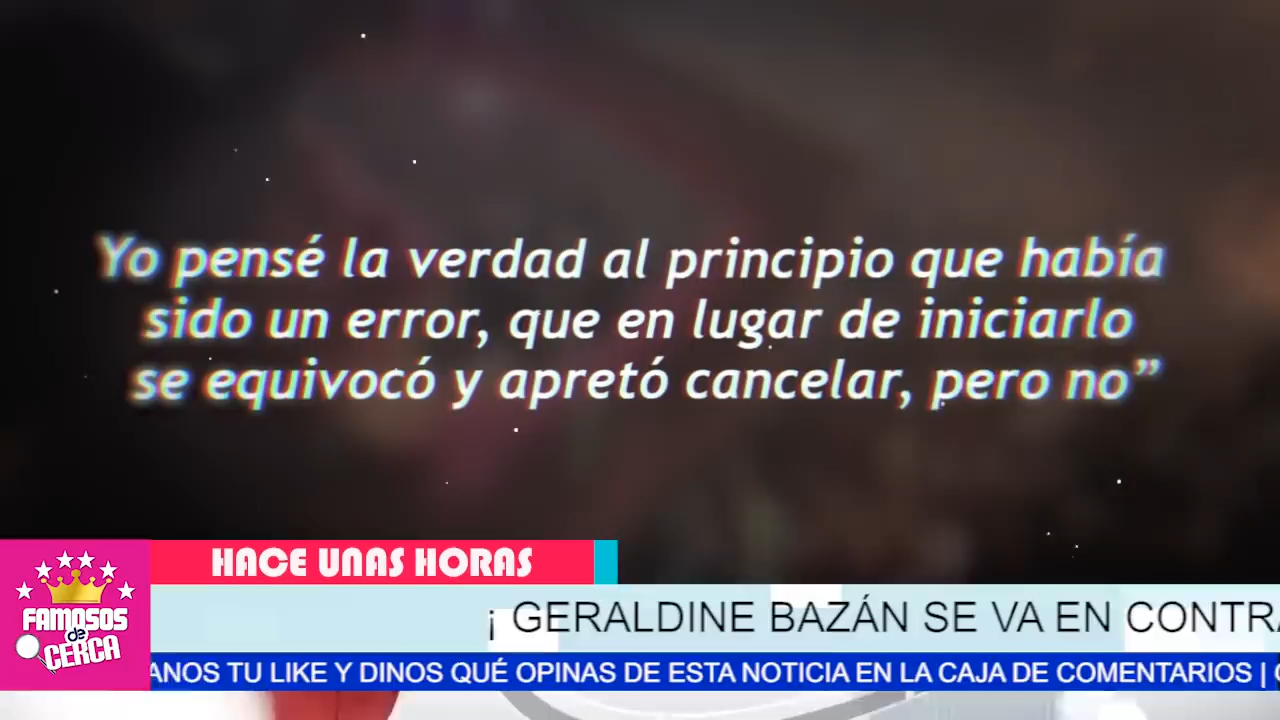 Yo pensé la verdad al principio que había
sido un error, que en lugar de iniciarlo
se equivocó y apretó cancelar, pero no”
HACE UNAS HORAS
FAMOSOS
de
CERCA
¡ GERALDINE BAZÁN SE VA EN CONTRA
ANOS TU LIKE Y DINOS QUÉ OPINAS DE ESTA NOTICIA EN LA CAJA DE COMENTARIOS |